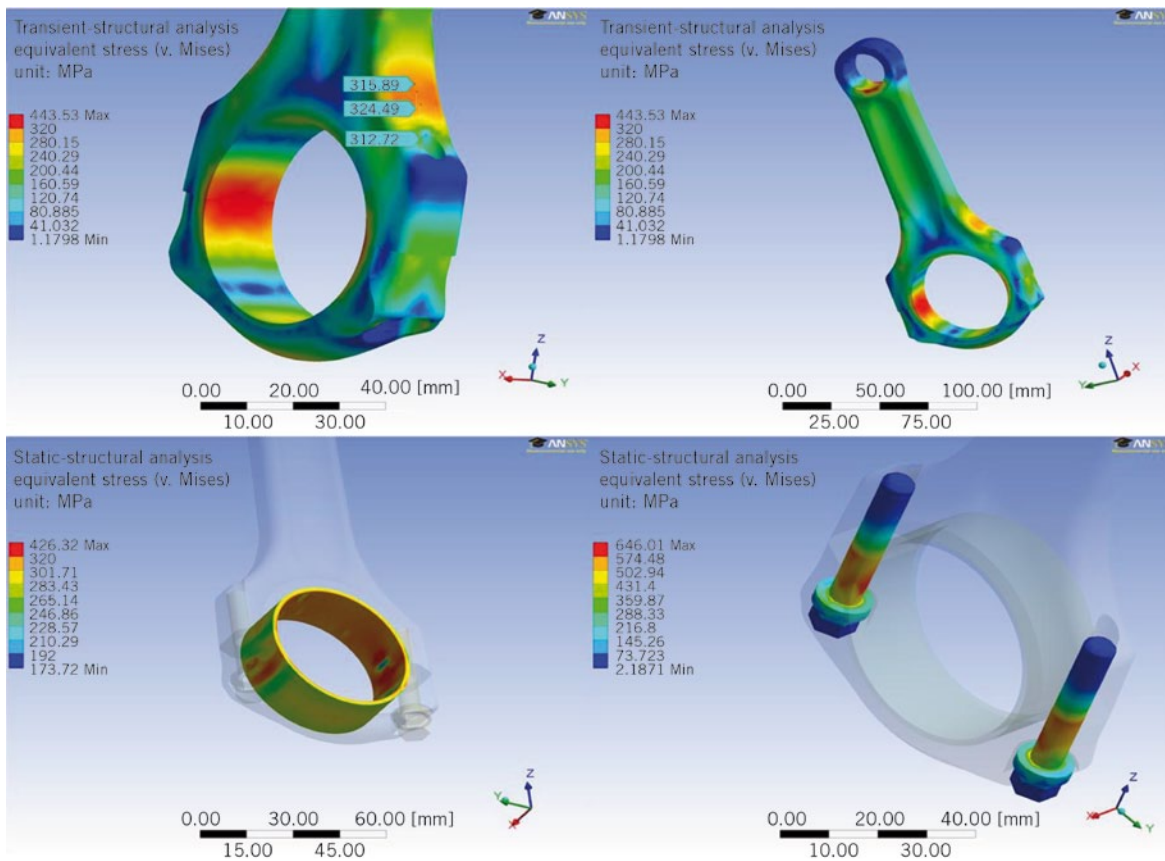 ANSYS
Transient-structural analysis
equivalent stress (v. Mises)
unit: MPa
443.53 Max
320
280.15
240.29
200.44
160.59
120.74
80.885
41.032
1.1798 Min
315.89
324.49
312.72
Z
X
Y
0.00 20.00 40.00 [mm]
10.00 30.00
ANSYS
Transient-structural analysis
equivalent stress (v. Mises)
unit: MPa
443.53 Max
320
280.15
240.29
200.44
160.59
120.74
80.885
41.032
1.1798 Min
Z
X
Y
0.00 50.00 100.00 [mm]
25.00 75.00
ANSYS
Static-structural analysis
equivalent stress (v. Mises)
unit: MPa
426.32 Max
320
301.71
283.43
265.14
246.86
228.57
210.29
192
173.72 Min
Z
Y
X
0.00 30.00 60.00 [mm]
15.00 45.00
ANSYS
Static-structural analysis
equivalent stress (v. Mises)
unit: MPa
646.01 Max
574.48
502.94
431.4
359.87
288.33
216.8
145.26
73.723
2.1871 Min
Z
X
Y
0.00 20.00 40.00 [mm]
10.00 30.00